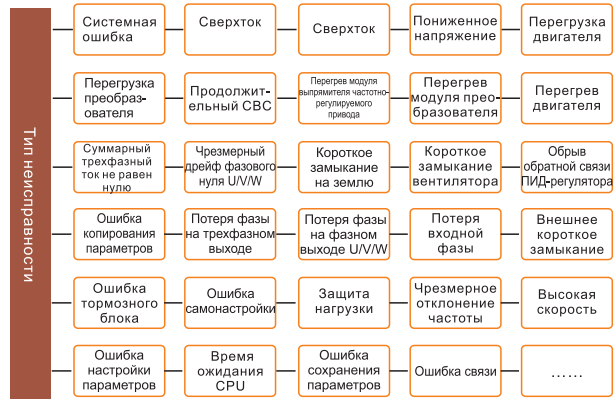 Тип неисправности
Системная
ошибка
Сверхток
Сверхток
Пониженное
напряжение
Перегрузка
двигателя
Перегрузка
преобраз-
ователя
Продолжит-
ельный СВС
Перегрев модуля
выпрямителя частотно-
регулируемого
привода
Перегрев
модуля прео-
бразователя
Перегрев
двигателя
Суммарный
трехфазный
ток не равен
нулю
Чрезмерный
дрейф фазового
нуля U/V/W
Короткое
замыкание
на землю
Короткое
замыкание
вентилятора
Обрыв
обратной связи
ПИД-регулятора
Ошибка
копирования
параметров
Потеря фазы
на трехфазном
выходе
Потеря фазы
на фазном
выходе U/V/W
Потеря
входной
фазы
Внешнее
короткое
замыкание
Ошибка
тормозного
блока
Ошибка
самонастройки
Защита
нагрузки
Чрезмерное
отклонение
частоты
Высокая
скорость
Ошибка
настройки
параметров
Время
ожидания
CPU
Ошибка
сохранения
параметров
Ошибка связи
......